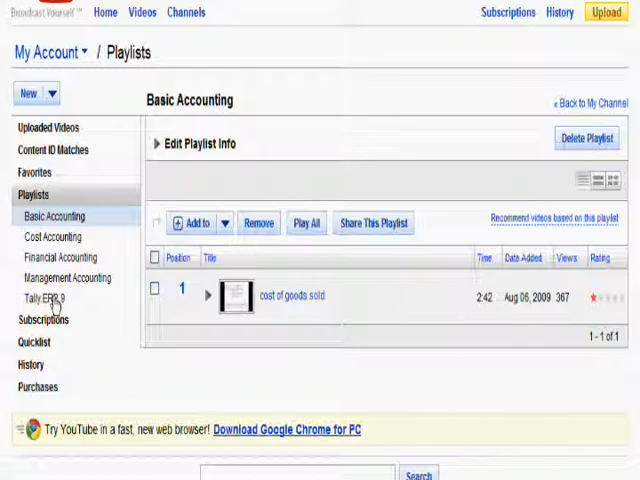 Broadcast Yourself™ Home Videos Channels Subscriptions History Upload
My Account / Playlists
New
Basic Accounting
« Back to My Channel
Uploaded Videos
Edit Playlist Info
Delete Playlist
Content ID Matches
Favorites
Playlists
Basic Accounting
Cost Accounting
Financial Accounting
Management Accounting
Tally.ERP 9
Subscriptions
Quicklist
History
Purchases
Add to Remove Play All Share This Playlist Recommend videos based on this playlist
Position Title Time Date Added Views Rating
1 cost of goods sold 2:42 Aug 06, 2009 367
1 - 1 of 1
Try YouTube in a fast, new web browser! Download Google Chrome for PC
Search